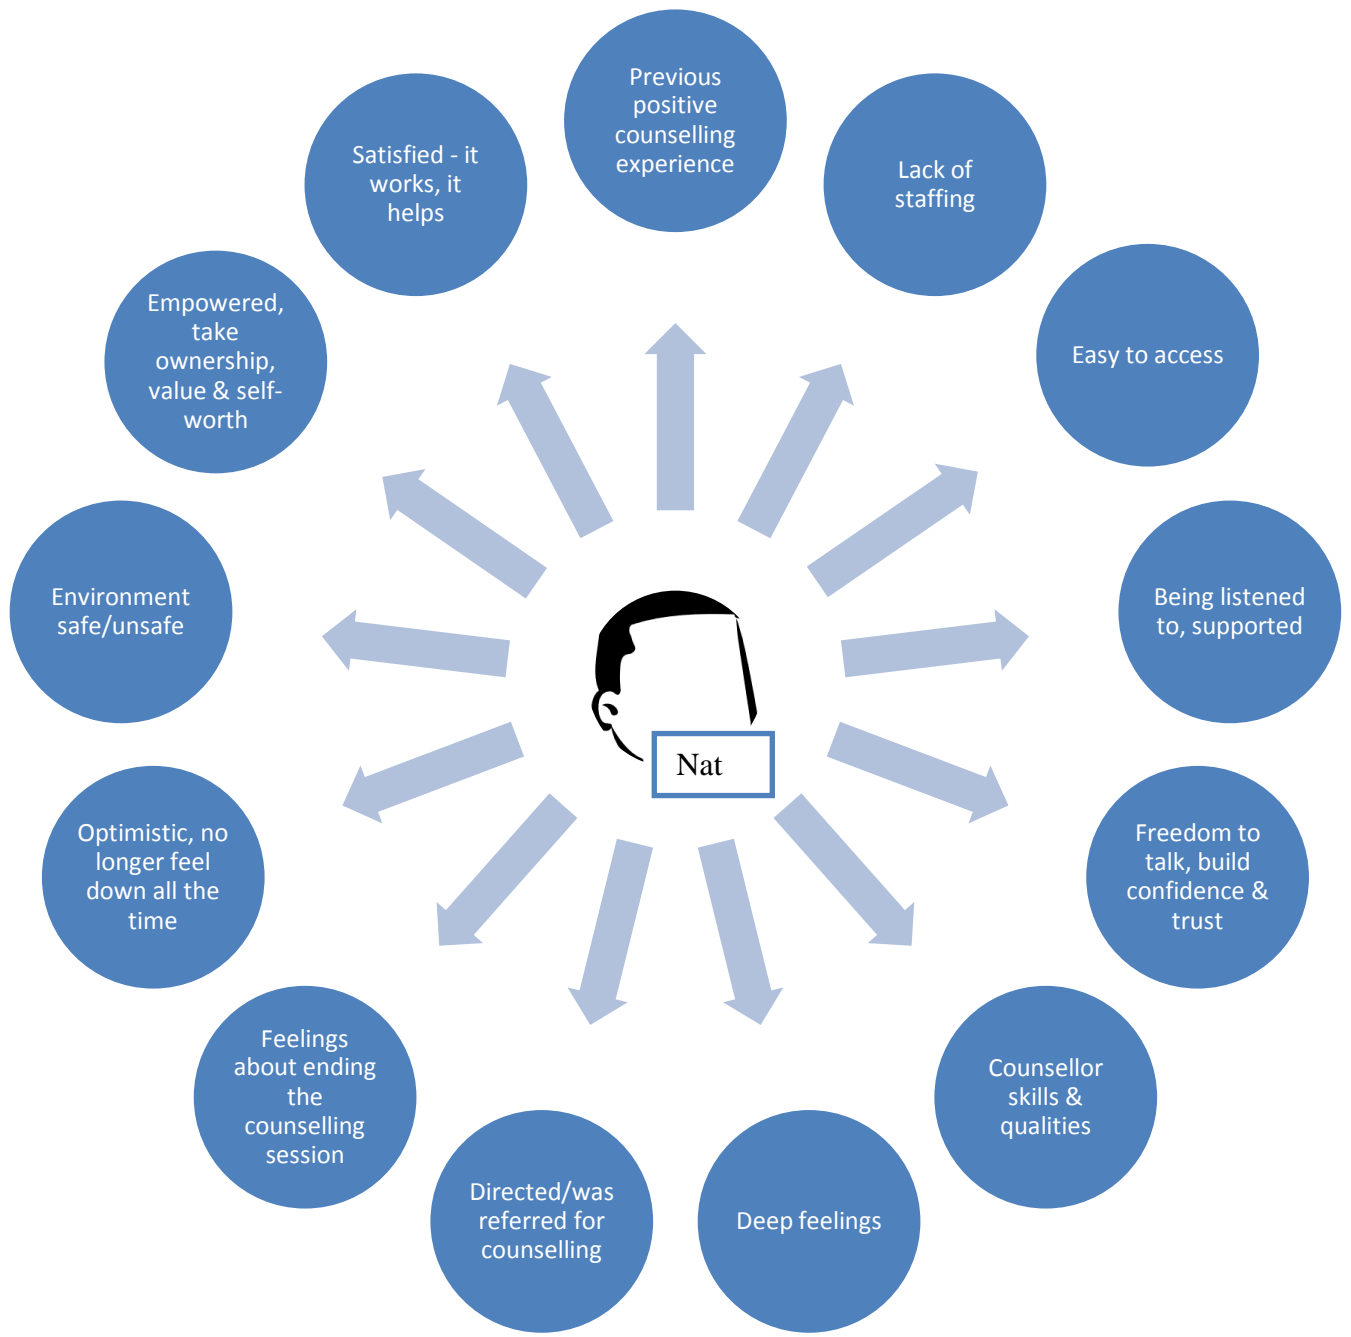 Previous
positive
counselling
experience
Lack of
staffing
Easy to access
Being listened
to, supported
Freedom to
talk, build
confidence &
trust
Counsellor
skills &
qualities
Deep feelings
Directed/was
referred for
counselling
Feelings
about ending
the
counselling
session
Optimistic, no
longer feel
down all the
time
Environment
safe/unsafe
Empowered,
take
ownership,
value & self-
worth
Satisfied - it
works, it
helps
Nat